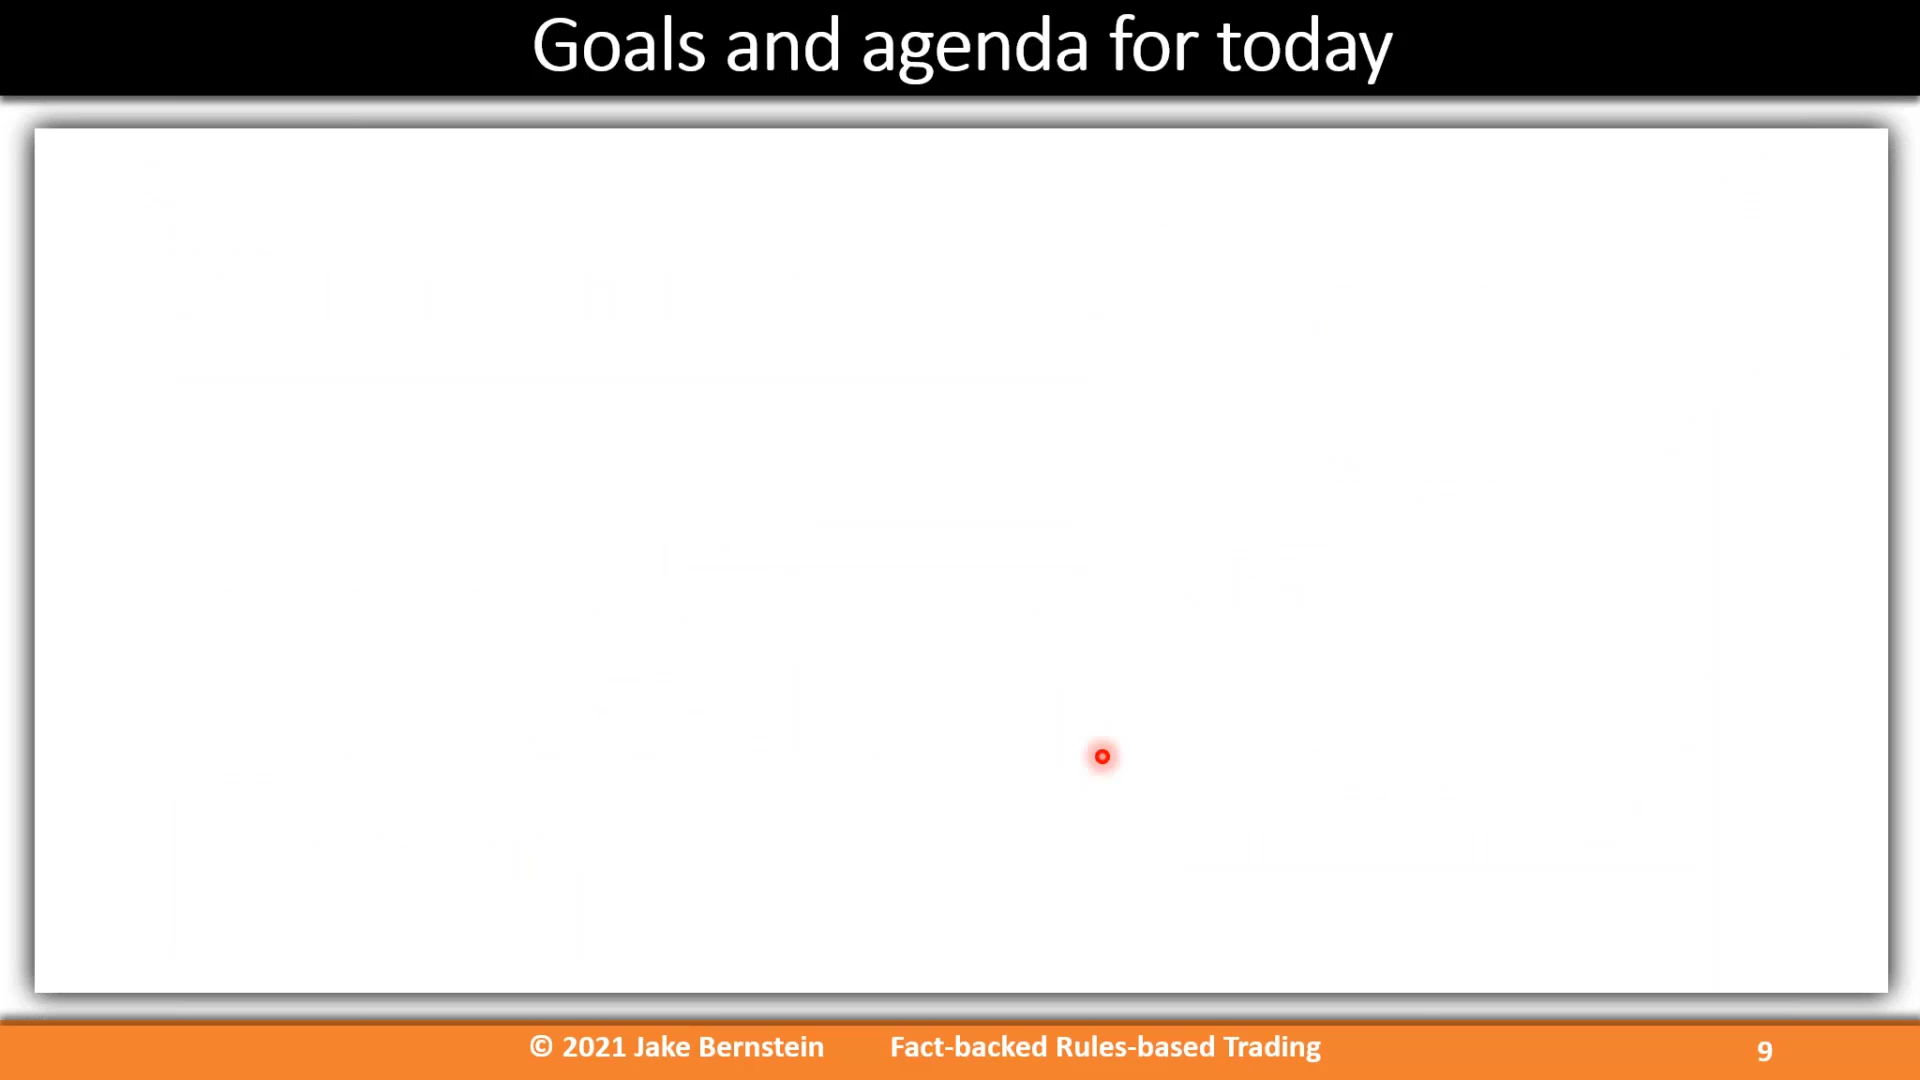 Goals and agenda for today
© 2021 Jake Bernstein Fact-backed Rules-based Trading 9